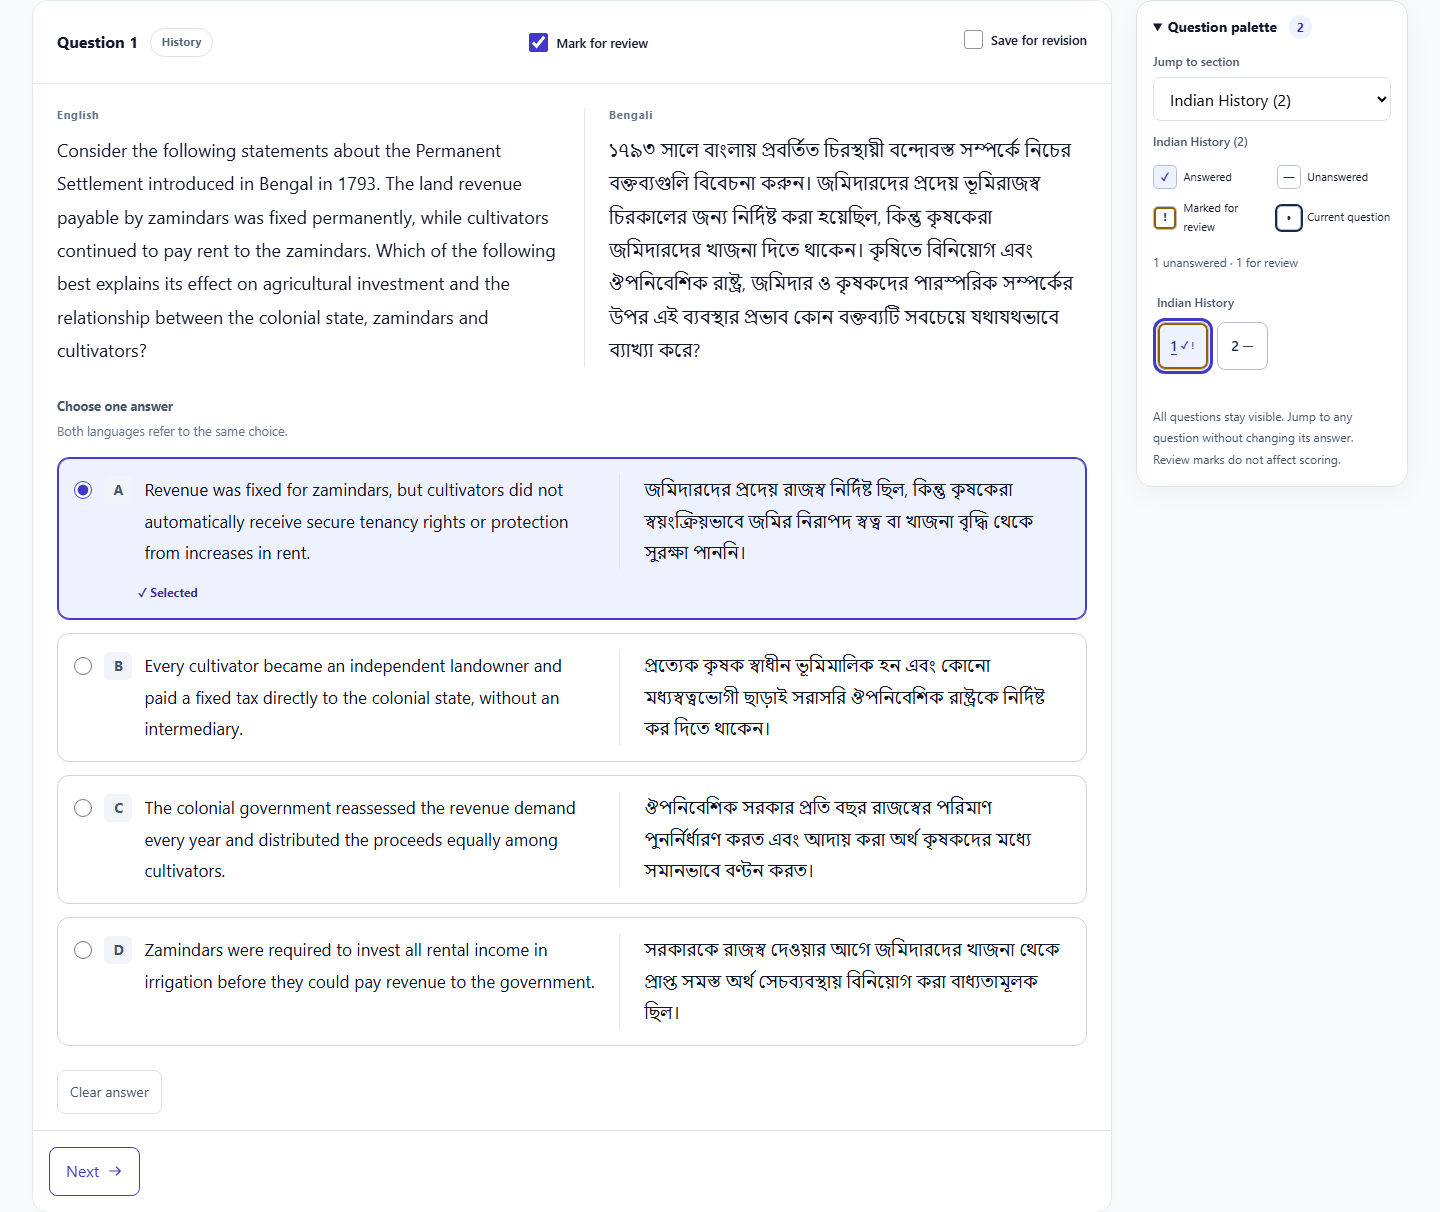 Question 1
History
Mark for review
Save for revision
English
Consider the following statements about the Permanent
Settlement introduced in Bengal in 1793. The land revenue
payable by zamindars was fixed permanently, while cultivators
continued to pay rent to the zamindars. Which of the following
best explains its effect on agricultural investment and the
relationship between the colonial state, zamindars and
cultivators?
Bengali
১৭৯৩ সালে বাংলায় প্রবর্তিত চিরস্থায়ী বন্দোবস্ত সম্পর্কে নিচের
বক্তব্যগুলি বিবেচনা করুন। জমিদারদের প্রদেয় ভূমিরাজস্ব
চিরকালের জন্য নির্দিষ্ট করা হয়েছিল, কিন্তু কৃষকেরা
জমিদারদের খাজনা দিতে থাকেন। কৃষিতে বিনিয়োগ এবং
ঔপনিবেশিক রাষ্ট্র, জমিদার ও কৃষকদের পারস্পরিক সম্পর্কের
উপর এই ব্যবস্থার প্রভাব কোন বক্তব্যটি সবচেয়ে যথাযথভাবে
ব্যাখ্যা করে?
Choose one answer
Both languages refer to the same choice.
A
Revenue was fixed for zamindars, but cultivators did not
automatically receive secure tenancy rights or protection
from increases in rent.
জমিদারদের প্রদেয় রাজস্ব নির্দিষ্ট ছিল, কিন্তু কৃষকেরা
স্বয়ংক্রিয়ভাবে জমির নিরাপদ স্বত্ব বা খাজনা বৃদ্ধি থেকে
সুরক্ষা পাননি।
✓ Selected
B
Every cultivator became an independent landowner and
paid a fixed tax directly to the colonial state, without an
intermediary.
প্রত্যেক কৃষক স্বাধীন ভূমিমালিক হন এবং কোনো
মধ্যস্বত্বভোগী ছাড়াই সরাসরি ঔপনিবেশিক রাষ্ট্রকে নির্দিষ্ট
কর দিতে থাকেন।
C
The colonial government reassessed the revenue demand
every year and distributed the proceeds equally among
cultivators.
ঔপনিবেশিক সরকার প্রতি বছর রাজস্বের পরিমাণ
পুনর্নির্ধারণ করত এবং আদায় করা অর্থ কৃষকদের মধ্যে
সমানভাবে বণ্টন করত।
D
Zamindars were required to invest all rental income in
irrigation before they could pay revenue to the government.
সরকারকে রাজস্ব দেওয়ার আগে জমিদারদের খাজনা থেকে
প্রাপ্ত সমস্ত অর্থ সেচব্যবস্থায় বিনিয়োগ করা বাধ্যতামূলক
ছিল।
Clear answer
Next →
▼ Question palette 2
Jump to section
Indian History (2)
Indian History (2)
✓ Answered
— Unanswered
! Marked for
review
• Current question
1 unanswered · 1 for review
Indian History
1 ✓ !
2 —
All questions stay visible. Jump to any
question without changing its answer.
Review marks do not affect scoring.